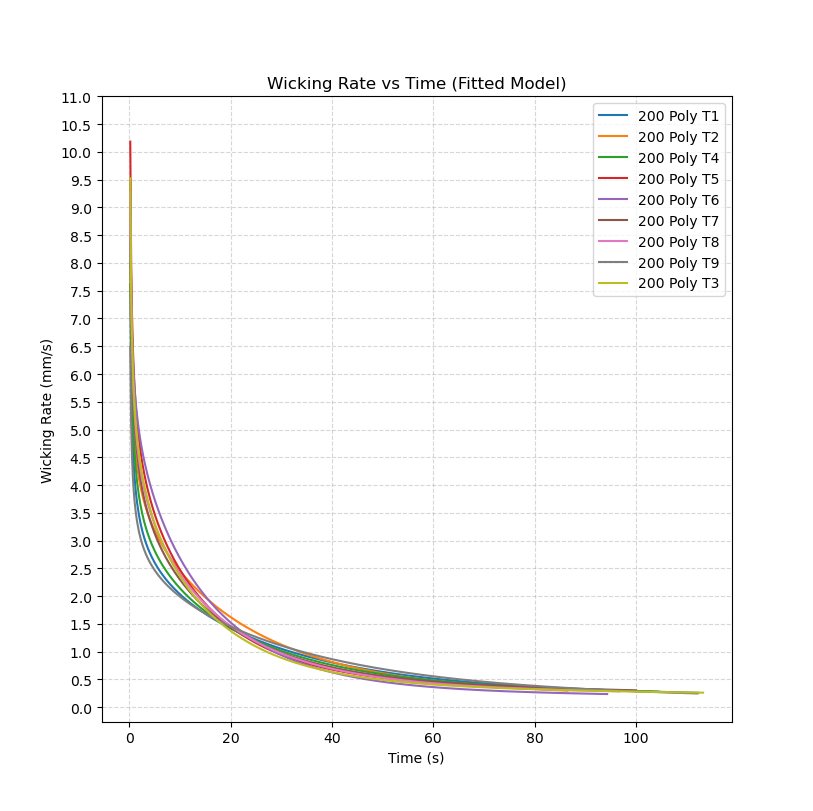 Wicking Rate vs Time (Fitted Model)
11.0
10.5
10.0
9.5
9.0
8.5
8.0
7.5
7.0
6.5
6.0
5.5
5.0
4.5
4.0
3.5
3.0
2.5
2.0
1.5
1.0
0.5
0.0
Wicking Rate (mm/s)
200 Poly T1
200 Poly T2
200 Poly T4
200 Poly T5
200 Poly T6
200 Poly T7
200 Poly T8
200 Poly T9
200 Poly T3
0 20 40 60 80 100
Time (s)